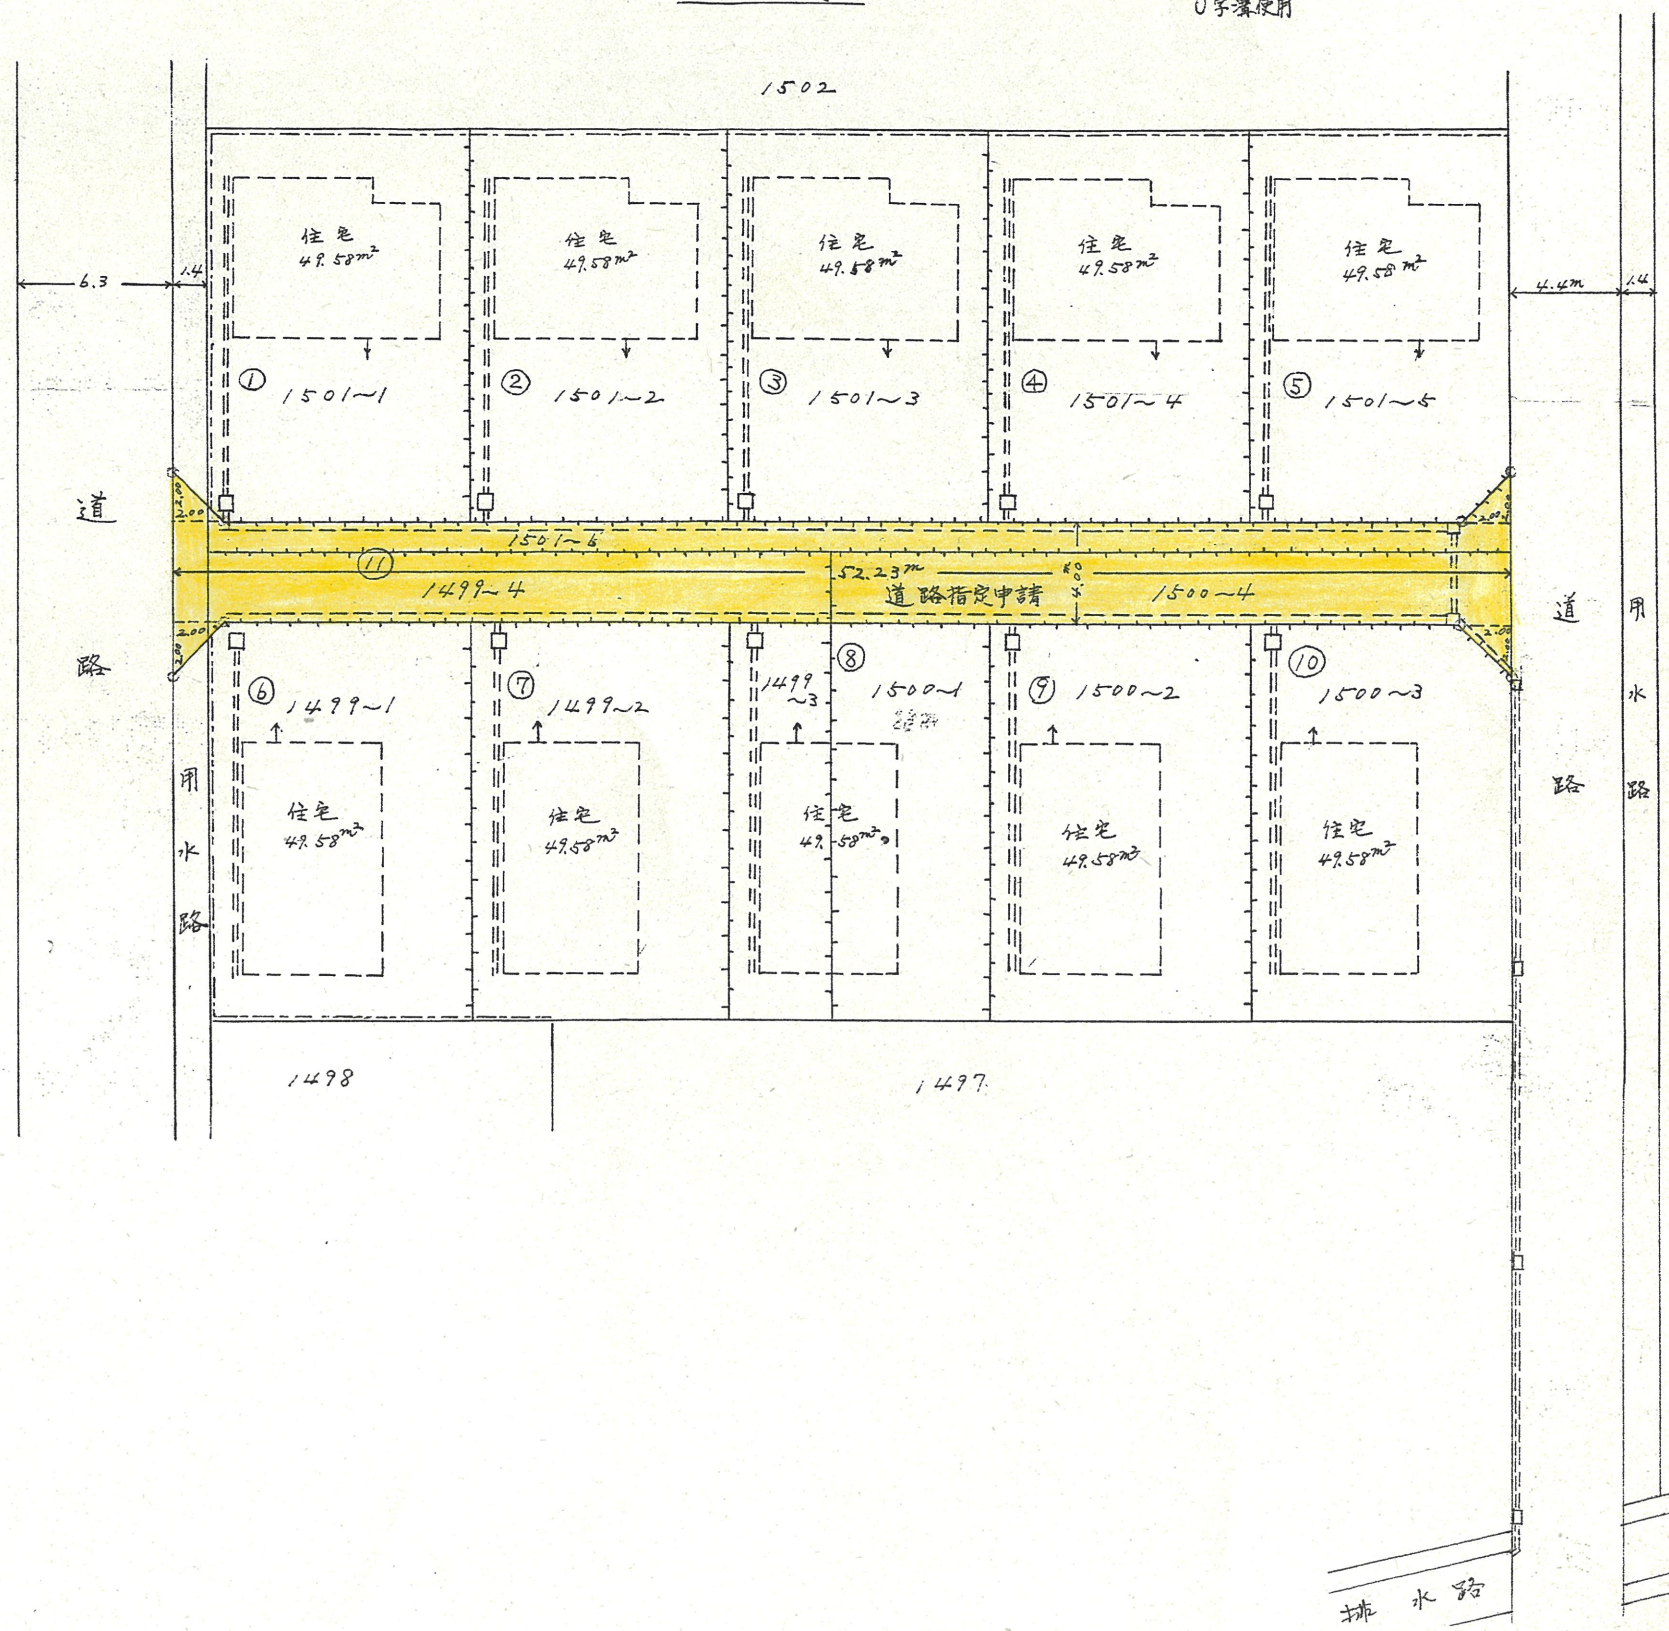 U字溝使用
1502
住宅
49.58m²
住宅
49.58m²
住宅
49.58m²
住宅
49.58m²
住宅
49.58m²
6.3
1.4
4.4m
1.4
① 1501~1
② 1501~2
③ 1501~3
④ 1501~4
⑤ 1501~5
道路
2.00
2.00
2.00
2.00
1501~6
⑪
52.23m
4.00m
1499~4
道路指定申請
1500~4
2.00
2.00
2.00
2.00
道路
用水路
⑥ 1499~1
⑦ 1499~2
1499
~3
⑧ 1500~1
⑨ 1500~2
⑩ 1500~3
用水路
住宅
49.58m²
住宅
49.58m²
住宅
49.58m²
住宅
49.58m²
住宅
49.58m²
1498
1497
排水路